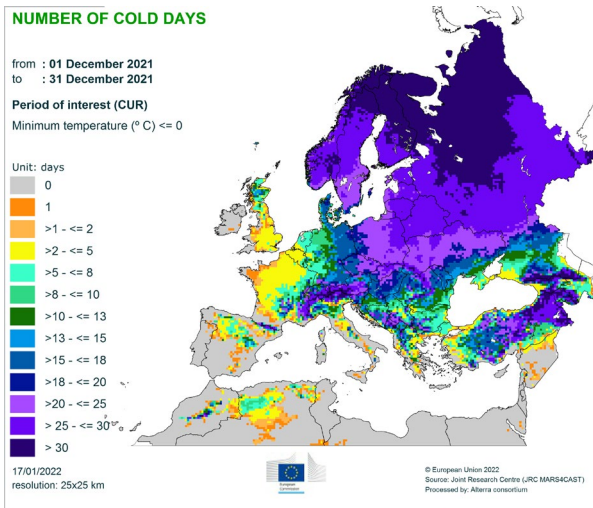 NUMBER OF COLD DAYS
from : 01 December 2021
to : 31 December 2021
Period of interest (CUR)
Minimum temperature (º C) <= 0
Unit: days
0
1
>1 - <= 2
>2 - <= 5
>5 - <= 8
>8 - <= 10
>10 - <= 13
>13 - <= 15
>15 - <= 18
>18 - <= 20
>20 - <= 25
> 25 - <= 30
> 30
17/01/2022
resolution: 25x25 km
European
Commission
© European Union 2022
Source: Joint Research Centre (JRC MARS4CAST)
Processed by: Alterra consortium